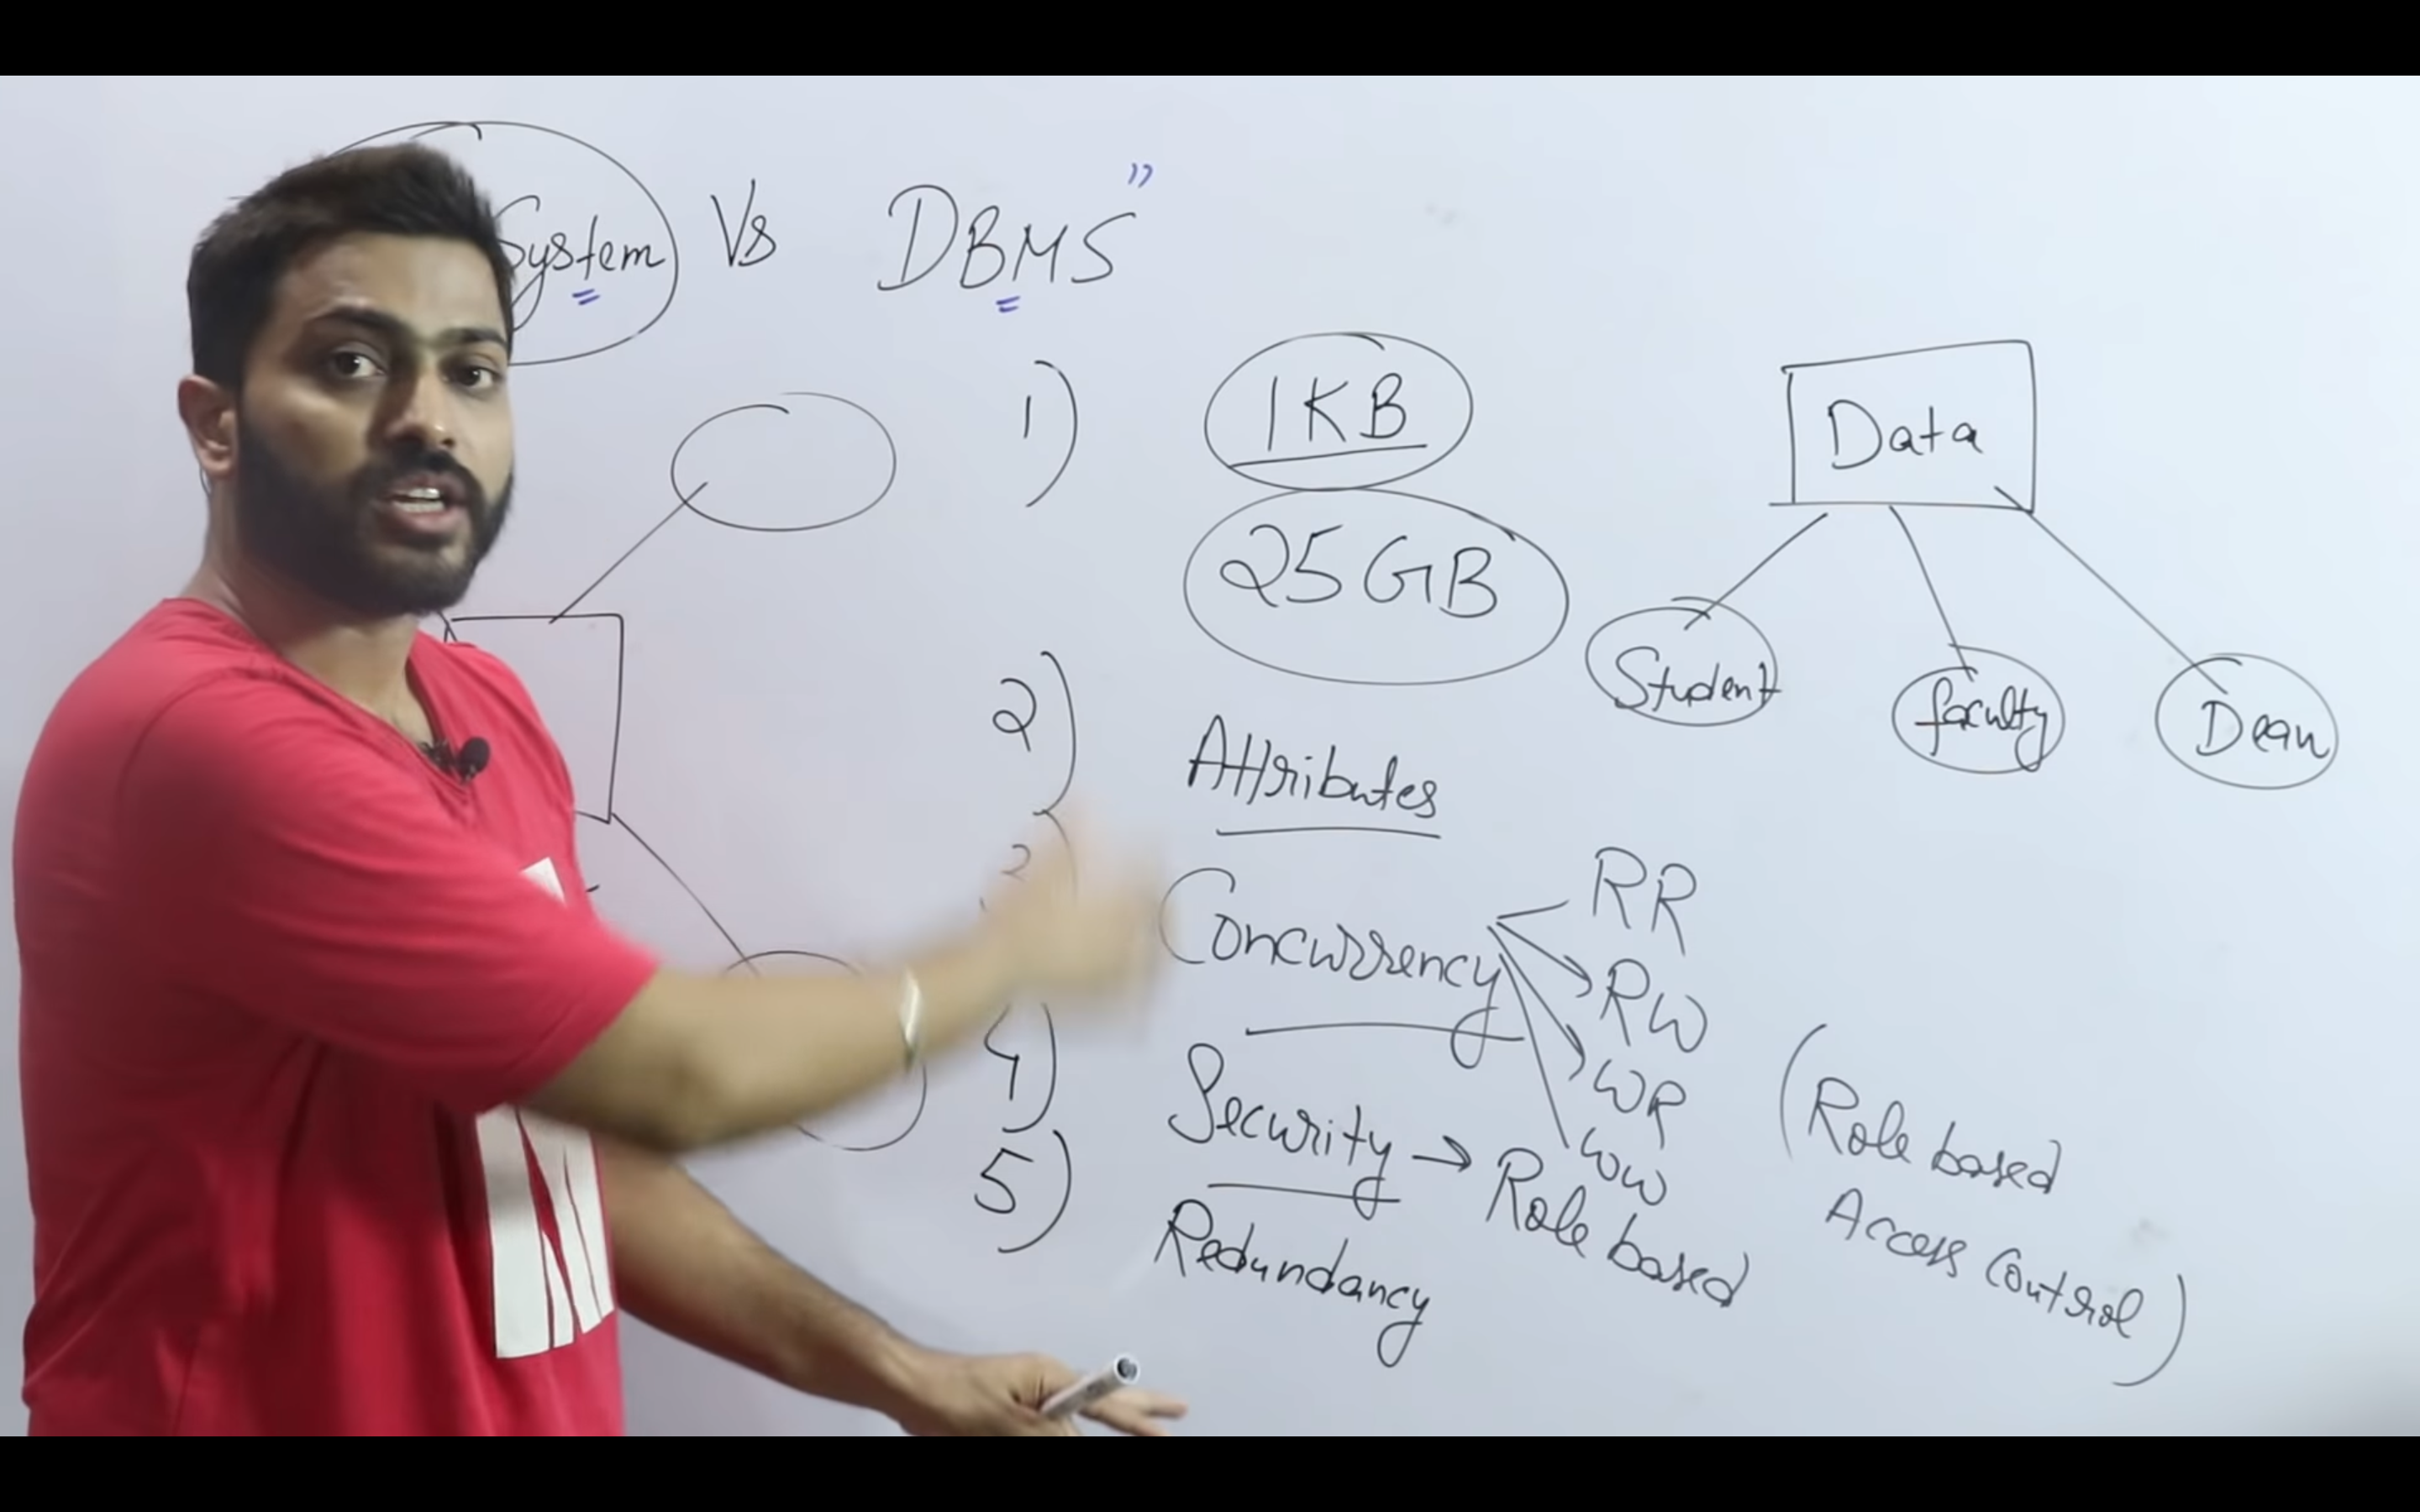 System Vs DBMS"
1) 1KB
25GB
Data
Student faculty Dean
2) Attributes
Concurrency RR
RW
WR
WW
4) Security → Role based
(Role based
Access Control)
5) Redundancy